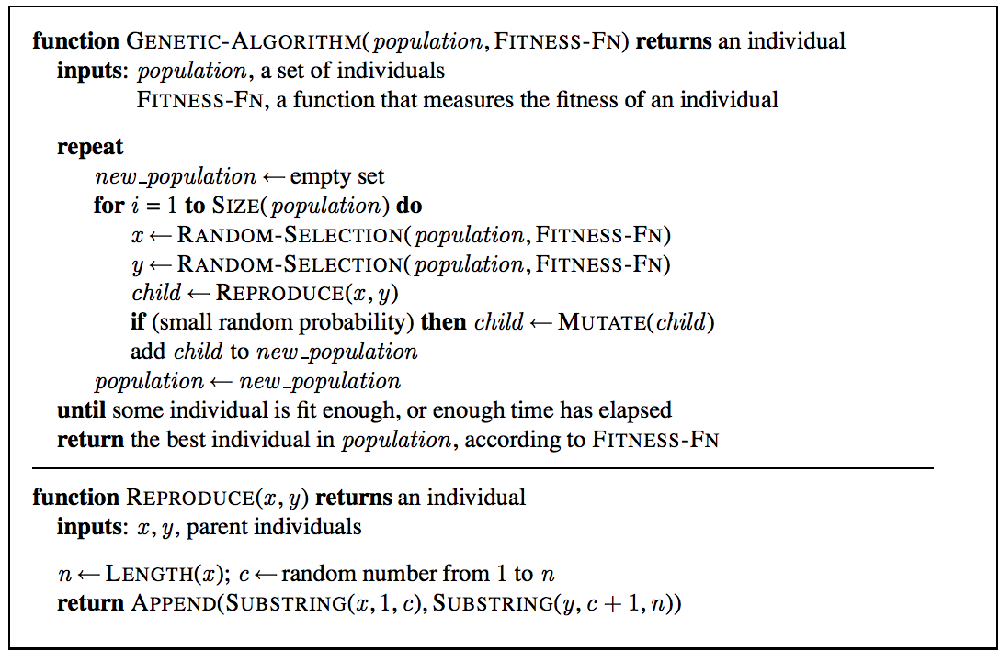 function GENETIC-ALGORITHM(population, FITNESS-FN) returns an individual
inputs: population, a set of individuals
FITNESS-FN, a function that measures the fitness of an individual
repeat
new_population ← empty set
for i = 1 to SIZE(population) do
x ← RANDOM-SELECTION(population, FITNESS-FN)
y ← RANDOM-SELECTION(population, FITNESS-FN)
child ← REPRODUCE(x, y)
if (small random probability) then child ← MUTATE(child)
add child to new_population
population ← new_population
until some individual is fit enough, or enough time has elapsed
return the best individual in population, according to FITNESS-FN
function REPRODUCE(x, y) returns an individual
inputs: x, y, parent individuals
n ← LENGTH(x); c ← random number from 1 to n
return APPEND(SUBSTRING(x, 1, c), SUBSTRING(y, c + 1, n))